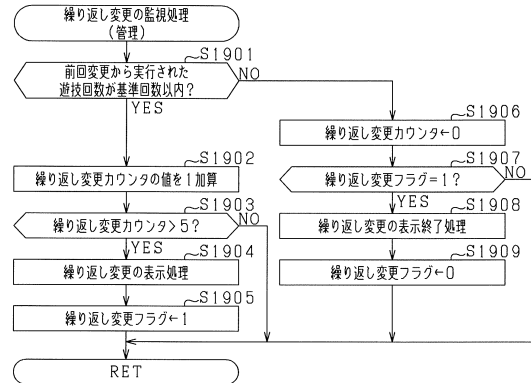 繰り返し変更の監視処理
(管理)
S1901
前回変更から実行された
遊技回数が基準回数以内?
NO
YES
S1906
繰り返し変更カウンタ←0
S1902
繰り返し変更カウンタの値を1加算
S1907
繰り返し変更フラグ=1?
NO
YES
S1903
繰り返し変更カウンタ>5?
NO
YES
S1908
繰り返し変更の表示終了処理
S1904
繰り返し変更の表示処理
S1909
繰り返し変更フラグ←0
S1905
繰り返し変更フラグ←1
RET